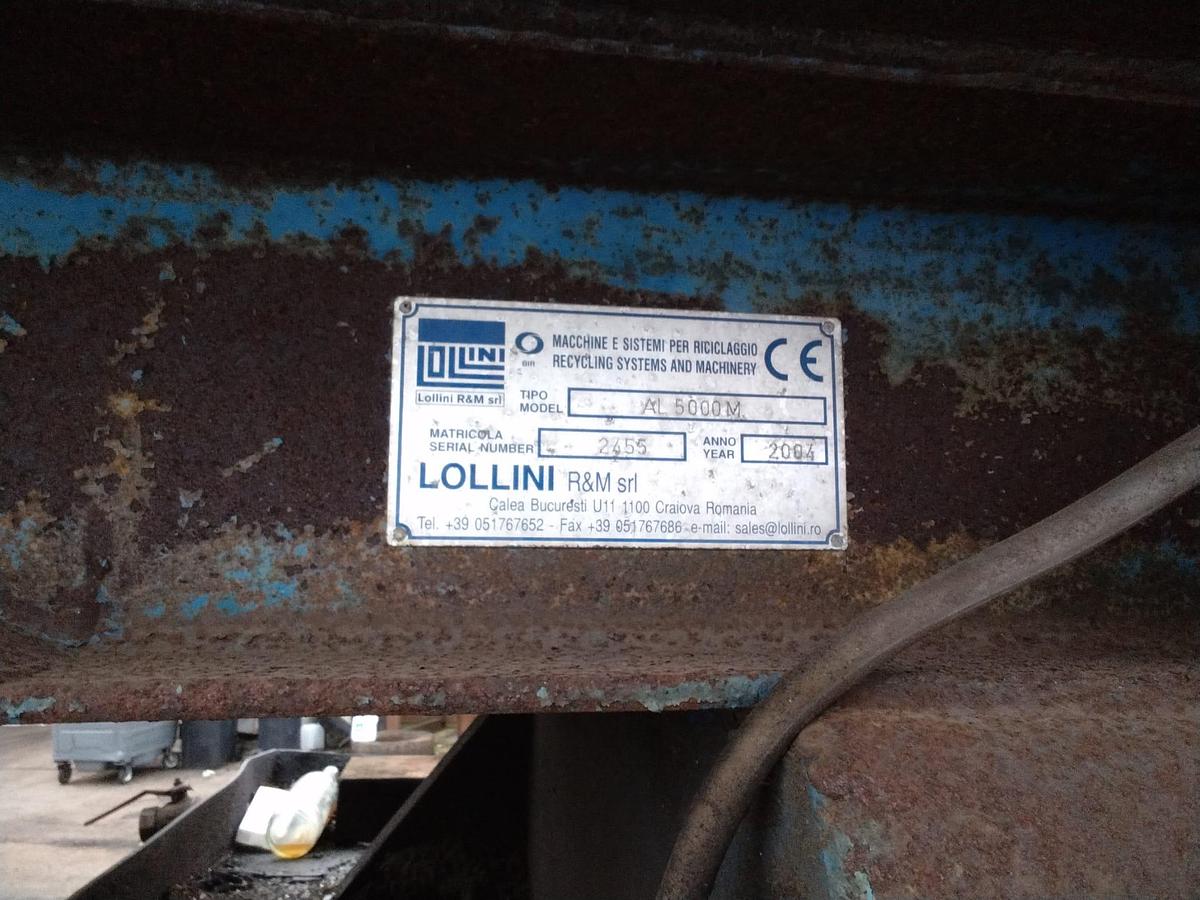 LOLLINI
Lollini R&M srl
BIR
MACCHINE E SISTEMI PER RICICLAGGIO
RECYCLING SYSTEMS AND MACHINERY
CE
TIPO
MODEL
AL 5000M
MATRICOLA
SERIAL NUMBER
2455
ANNO
YEAR
2004
LOLLINI R&M srl
Calea Bucuresti U11 1100 Craiova Romania
Tel. +39 051767652 - Fax +39 051767686 e-mail: sales@lollini.ro